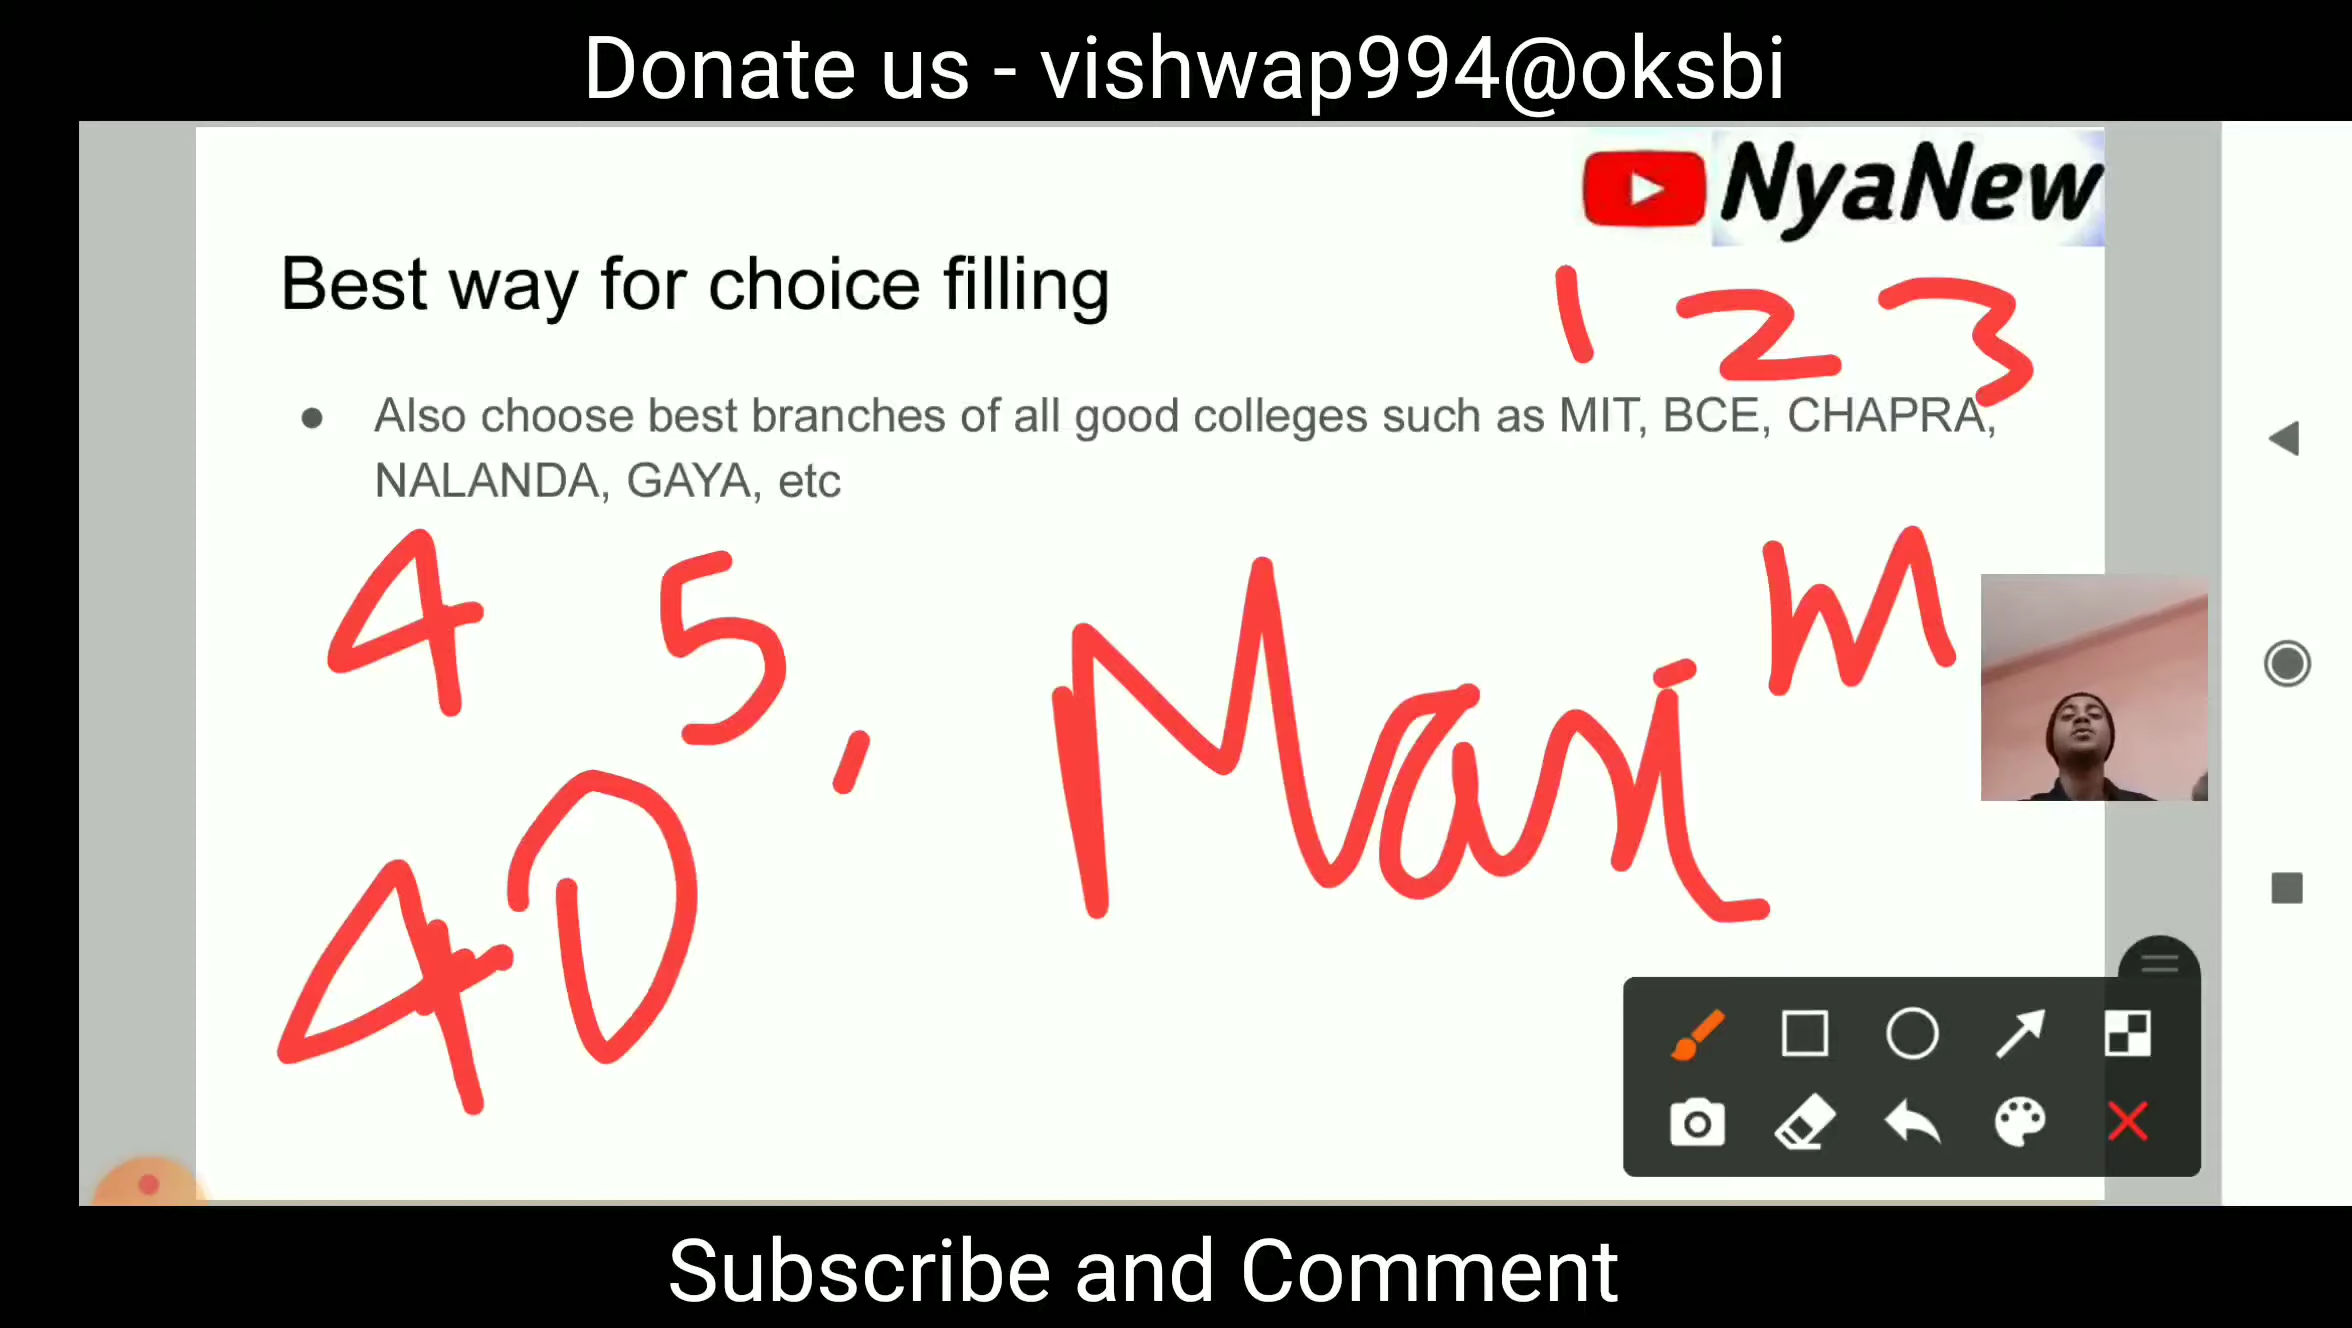 Donate us - vishwap994@oksbi
NyaNew
Best way for choice filling
1 2 3
● Also choose best branches of all good colleges such as MIT, BCE, CHAPRA,
NALANDA, GAYA, etc
4 5,
Maxi m
40
Subscribe and Comment